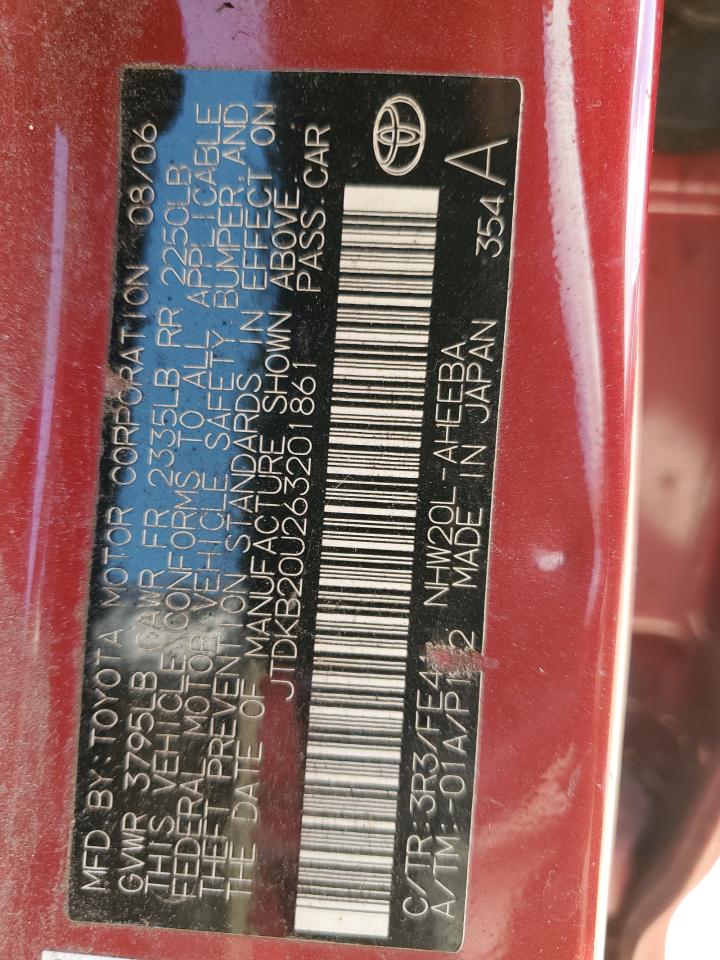 MFD BY: TOYOTA MOTOR CORPORATION 08/06
GVWR 3795LB GAWR FR 2335LB RR 2250LB
THIS VEHICLE CONFORMS TO ALL APPLICABLE
FEDERAL MOTOR VEHICLE SAFETY BUMPER, AND
THEFT PREVENTION STANDARDS IN EFFECT ON
THE DATE OF MANUFACTURE SHOWN ABOVE.
JTDKB20U263201861 PASS.CAR
C/TR:3R3/FE4 NHW20L-AHEEBA 354 A
A/TM:-01A/P1 2 MADE IN JAPAN